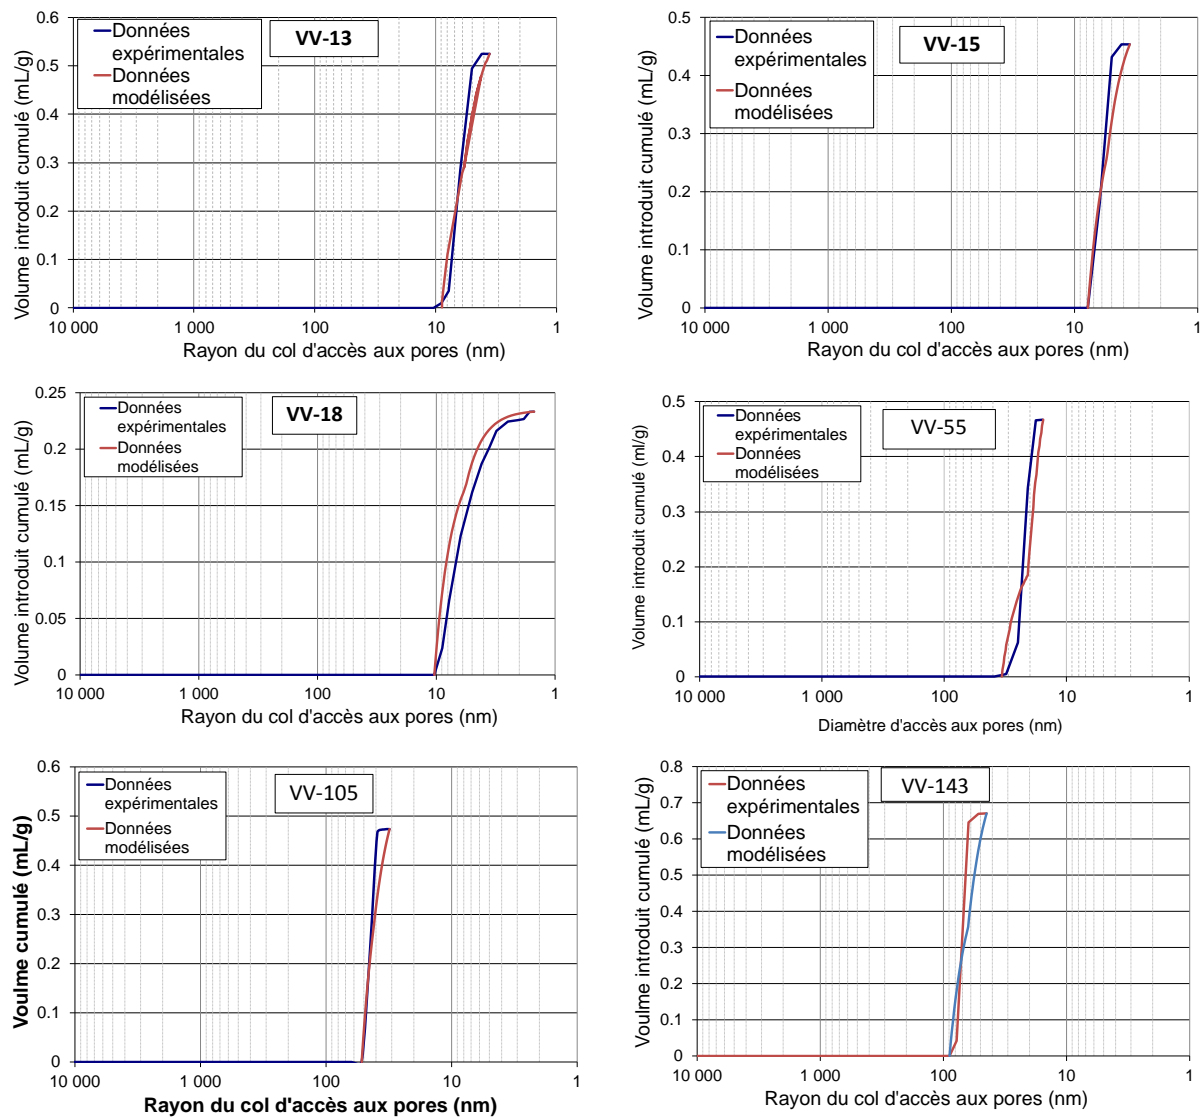 Volume introduit cumulé (mL/g)
0.6
0.5
0.4
0.3
0.2
0.1
0
Données
expérimentales
Données
modélisées
VV-13
10 000
1 000
100
10
1
Rayon du col d'accès aux pores (nm)
Volume introduit cumulé (mL/g)
0.5
0.4
0.3
0.2
0.1
0
Données
expérimentales
Données
modélisées
VV-15
10 000
1 000
100
10
1
Rayon du col d'accès aux pores (nm)
Volume introduit cumulé (mL/g)
0.25
0.2
0.15
0.1
0.05
0
Données
expérimentales
Données
modélisées
VV-18
10 000
1 000
100
10
1
Rayon du col d'accès aux pores (nm)
Volume introduit cumulé (ml/g)
0.5
0.4
0.3
0.2
0.1
0
Données
expérimentales
Données
modélisées
VV-55
10 000
1 000
100
10
1
Diamètre d'accès aux pores (nm)
Voulme cumulé (mL/g)
0.6
0.5
0.4
0.3
0.2
0.1
0
Données
expérimentales
Données
modélisées
VV-105
10 000
1 000
100
10
1
Rayon du col d'accès aux pores (nm)
Voulme introduit cumulé (mL/g)
0.8
0.7
0.6
0.5
0.4
0.3
0.2
0.1
0
Données
expérimentales
Données
modélisées
VV-143
10 000
1 000
100
10
1
Rayon du col d'accès aux pores (nm)